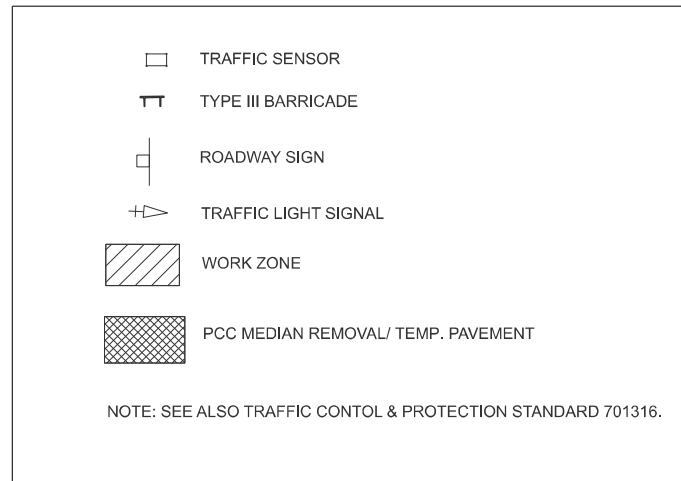 TRAFFIC SENSOR
TYPE III BARRICADE
ROADWAY SIGN
TRAFFIC LIGHT SIGNAL
WORK ZONE
PCC MEDIAN REMOVAL/ TEMP. PAVEMENT
NOTE: SEE ALSO TRAFFIC CONTOL & PROTECTION STANDARD 701316.